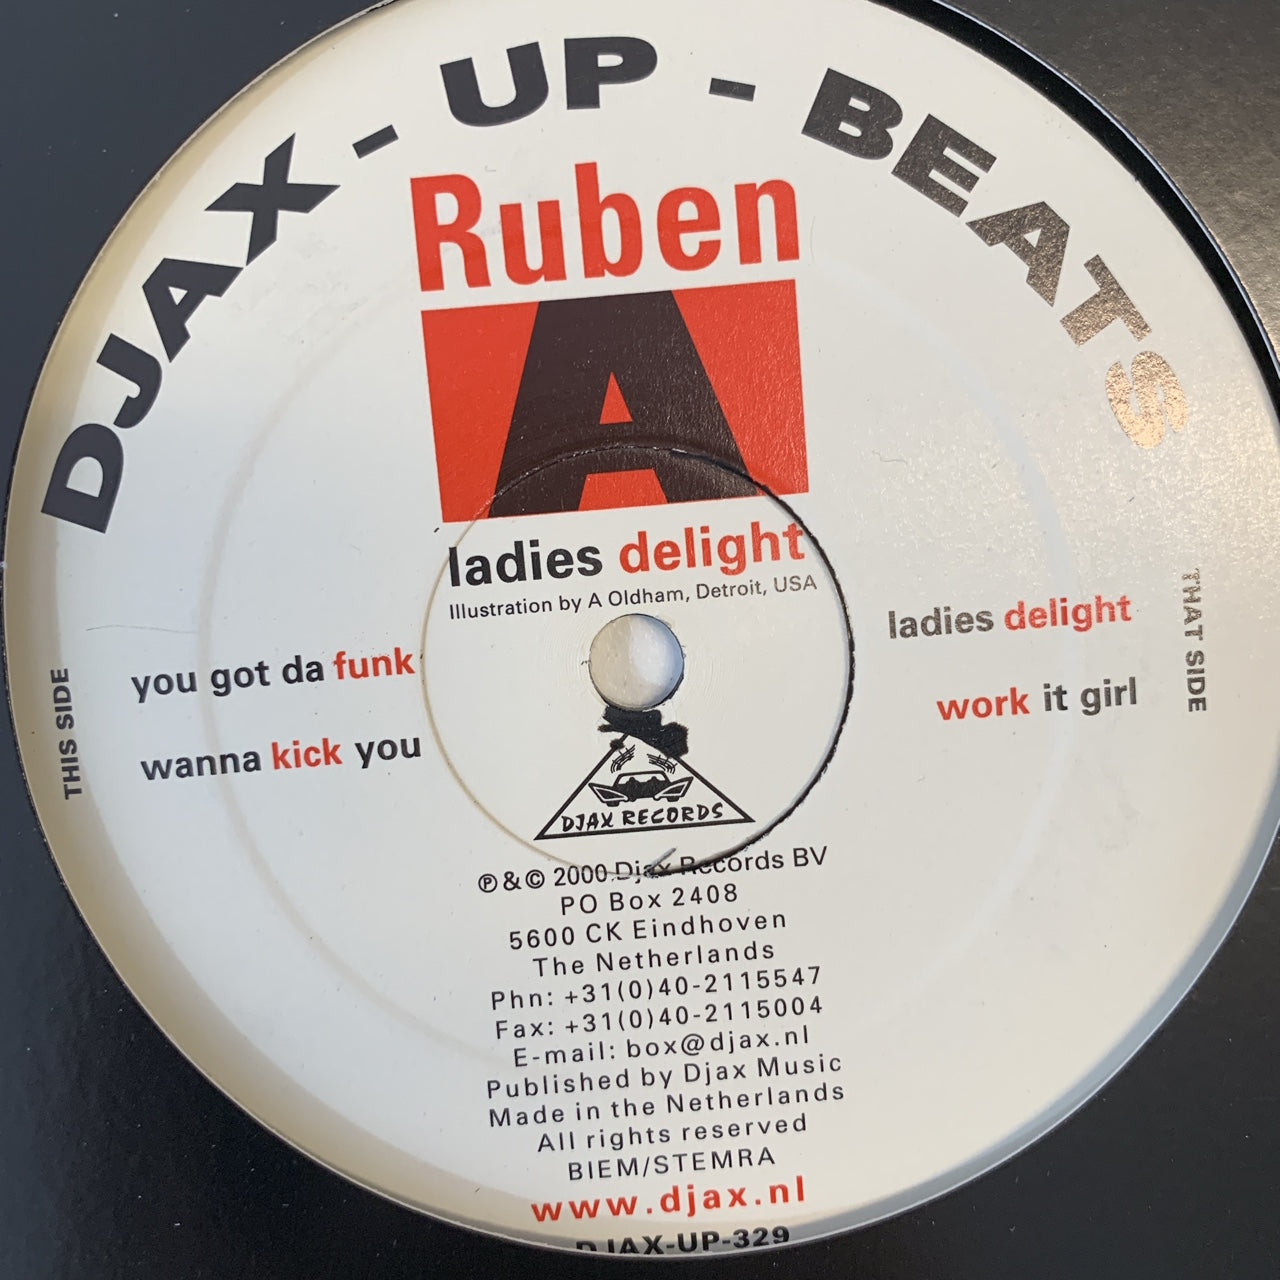 DJAX - UP - BEATS
Ruben
A
ladies delight
Illustration by A Oldham, Detroit, USA
THIS SIDE
you got da funk
wanna kick you
THAT SIDE
ladies delight
work it girl
DJAX RECORDS
℗ & © 2000 Djax Records BV
PO Box 2408
5600 CK Eindhoven
The Netherlands
Phn: +31(0)40-2115547
Fax: +31(0)40-2115004
E-mail: box@djax.nl
Published by Djax Music
Made in the Netherlands
All rights reserved
BIEM/STEMRA
www.djax.nl
DJAX-UP-329